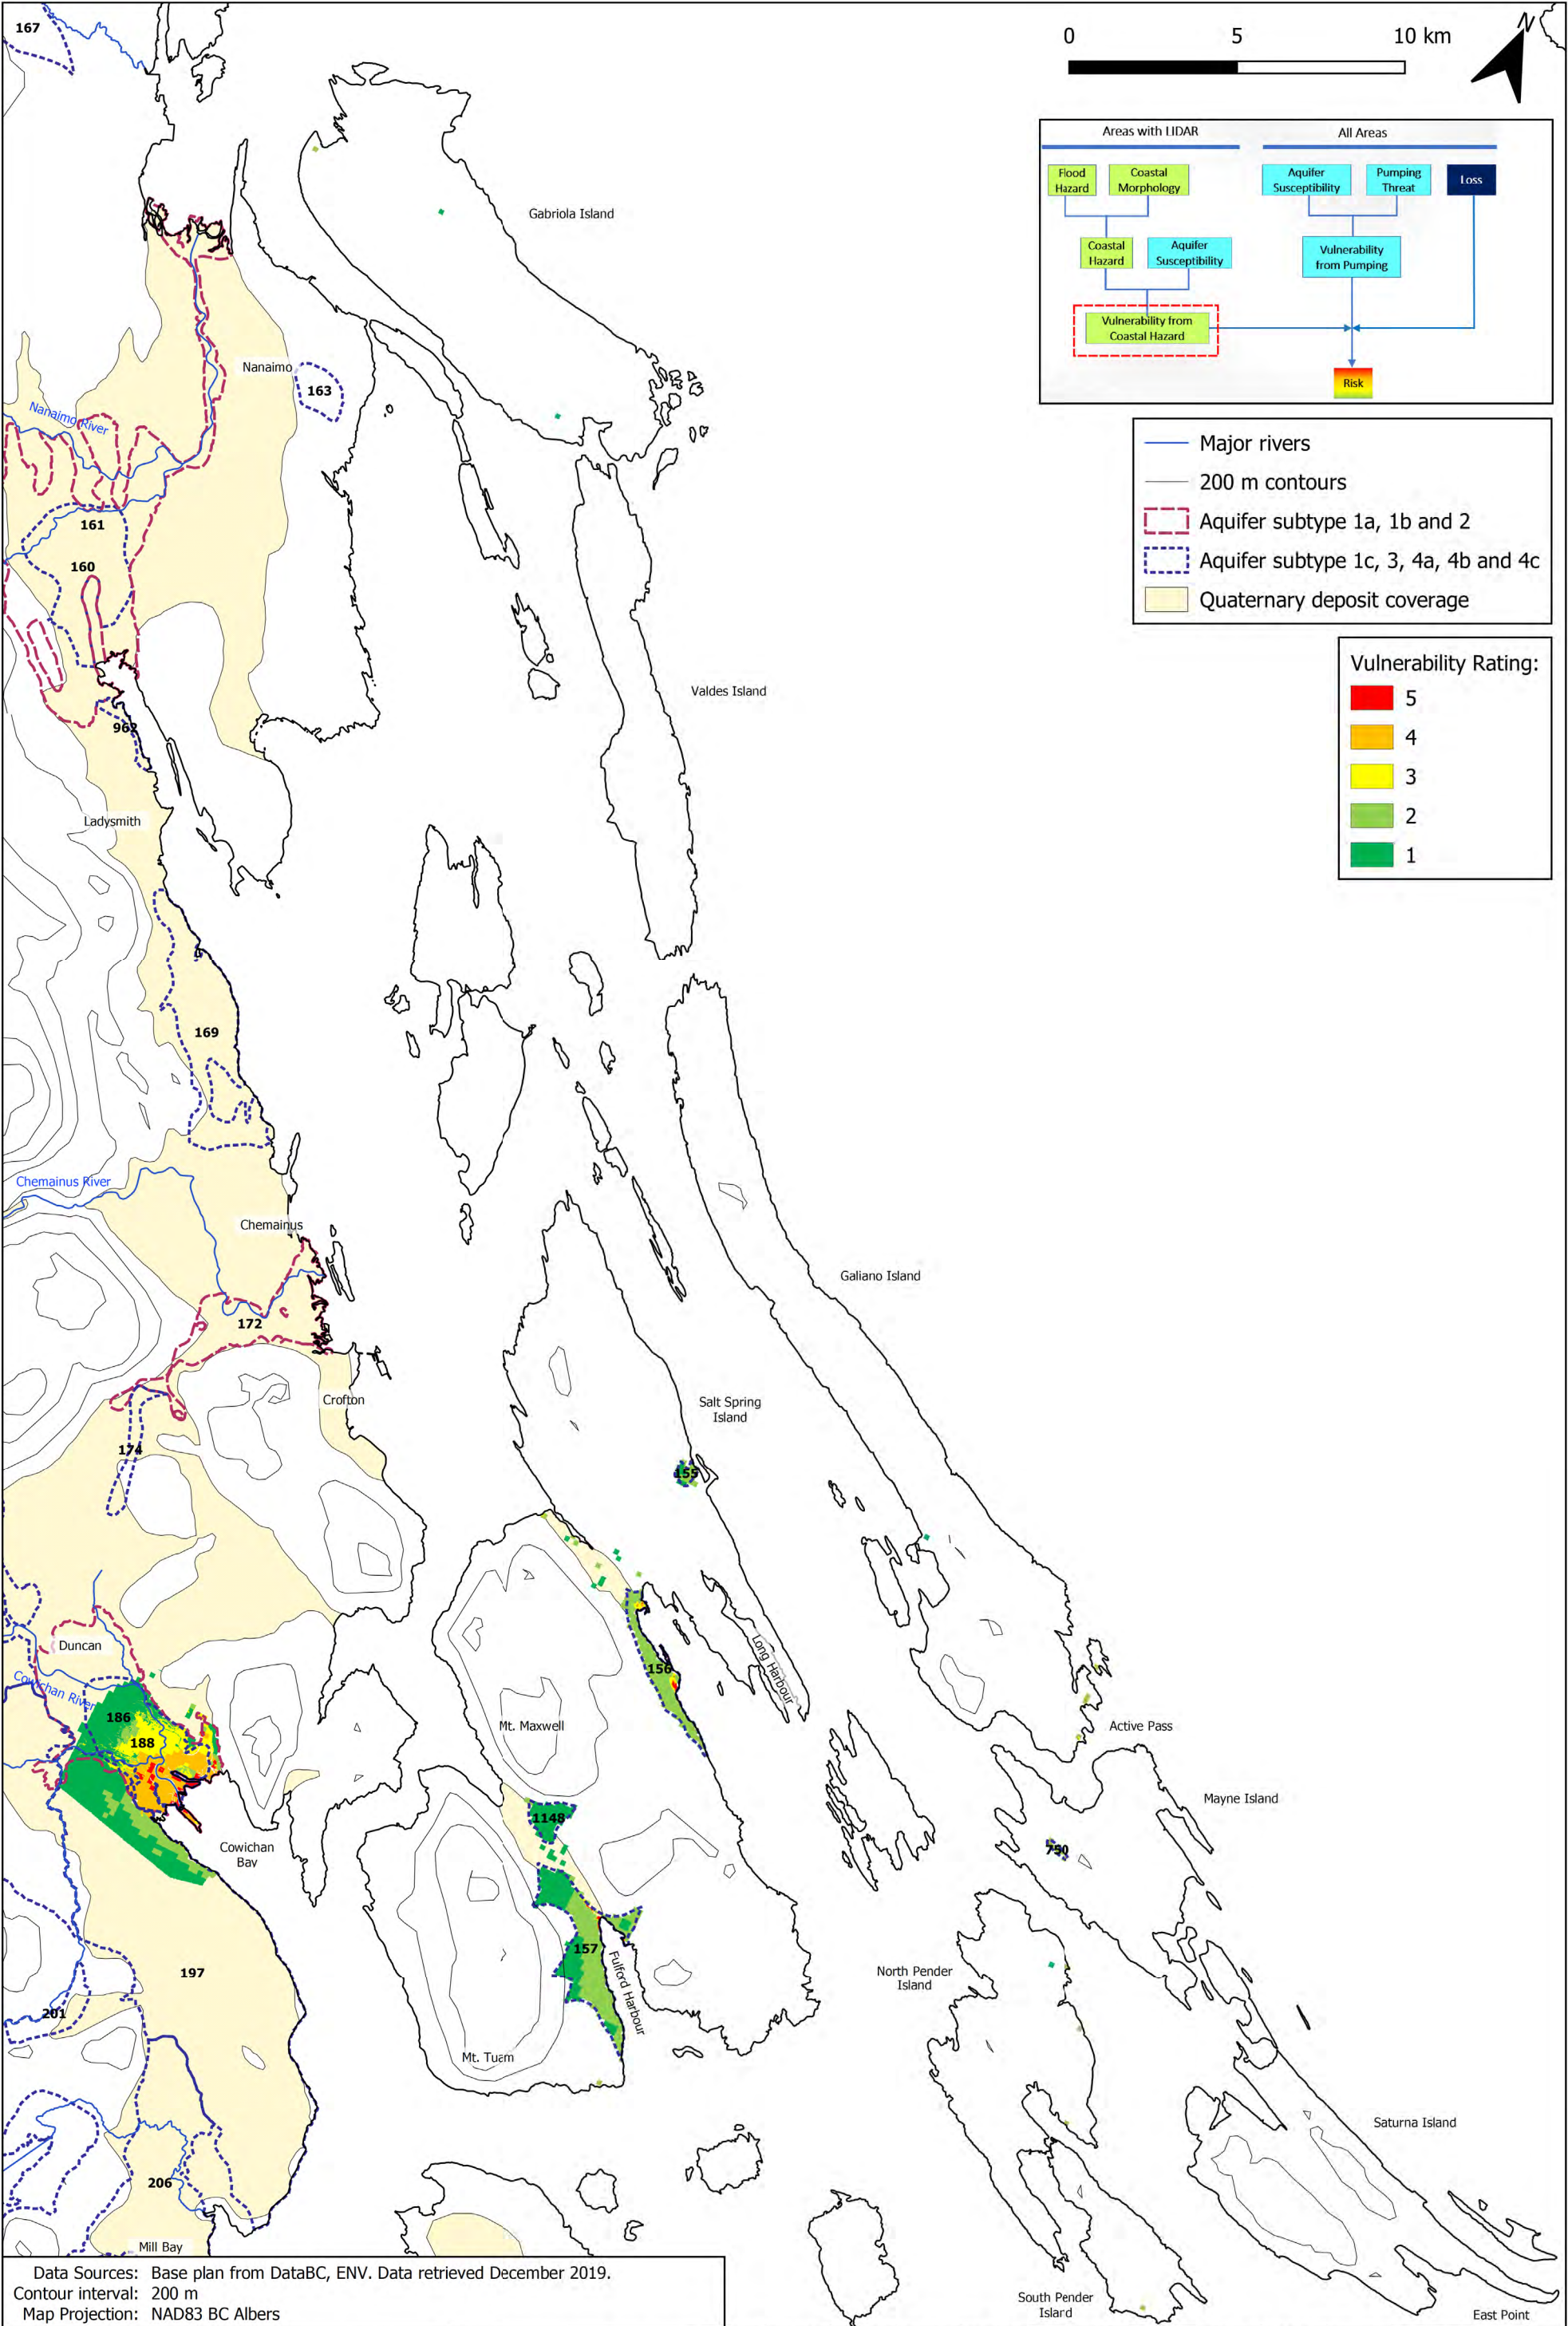 167
0 5 10 km
N
Areas with LIDAR
All Areas
Flood
Hazard
Coastal
Morphology
Aquifer
Susceptibility
Pumping
Threat
Loss
Coastal
Hazard
Aquifer
Susceptibility
Vulnerability
from Pumping
Vulnerability from
Coastal Hazard
Risk
Major rivers
200 m contours
Aquifer subtype 1a, 1b and 2
Aquifer subtype 1c, 3, 4a, 4b and 4c
Quaternary deposit coverage
Vulnerability Rating:
5
4
3
2
1
Gabriola Island
Nanaimo
163
Nanaimo River
161
160
Valdes Island
962
Ladysmith
169
Chemainus River
Chemainus
Galiano Island
172
Crofton
Salt Spring
Island
174
155
Duncan
Long Harbour
156
Cowichan River
186
188
Mt. Maxwell
Active Pass
Mayne Island
1148
Cowichan
Bay
750
157
Fulford Harbour
197
North Pender
Island
201
Mt. Tuam
Saturna Island
206
Mill Bay
South Pender
Island
East Point
Data Sources: Base plan from DataBC, ENV. Data retrieved December 2019.
Contour interval: 200 m
Map Projection: NAD83 BC Albers